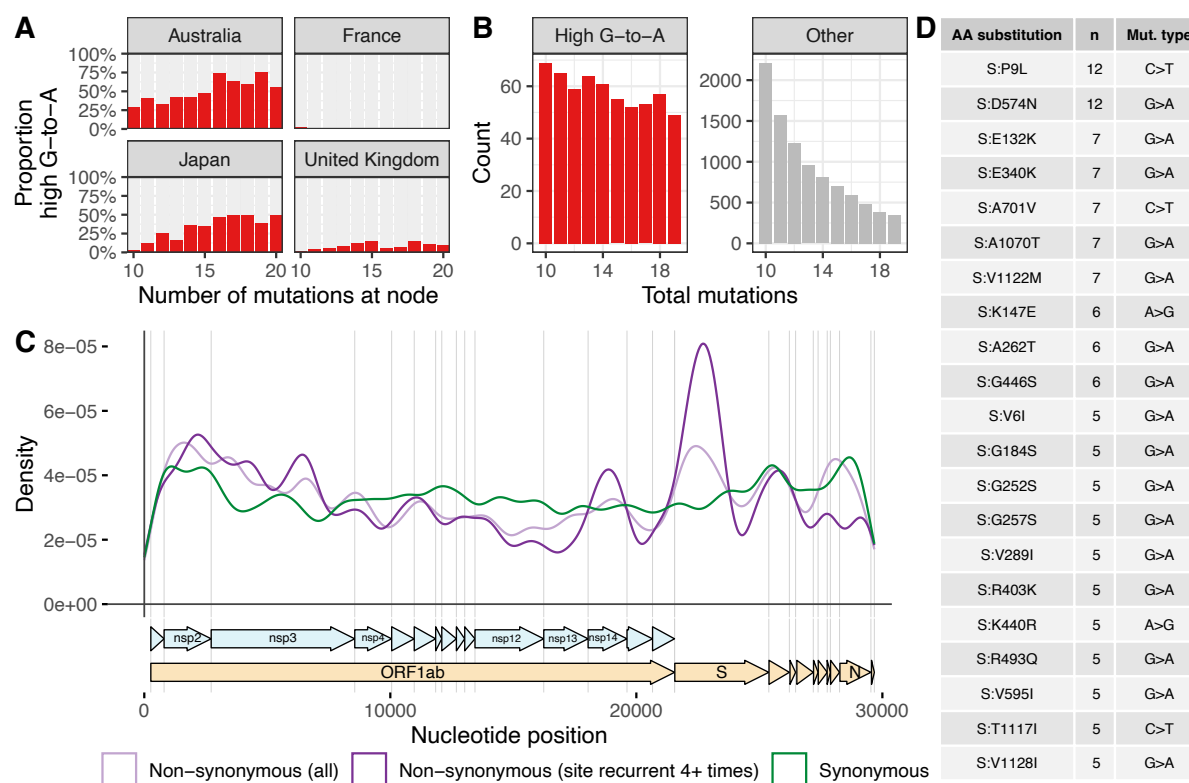 A
Australia
France
100%
75%
50%
25%
0%
Japan
United Kingdom
100%
75%
50%
25%
0%
10 15 20 10 15 20
Proportion
high G−to−A
Number of mutations at node
B
High G−to−A
Other
60
40
20
0
2000
1500
1000
500
0
10 14 18
10 14 18
Count
Total mutations
C
8e−05
6e−05
4e−05
2e−05
0e+00
Density
nsp2 nsp3 nsp4 nsp12 nsp13 nsp14
ORF1ab S N
0 10000 20000 30000
Nucleotide position
Non−synonymous (all) Non−synonymous (site recurrent 4+ times) Synonymous
D
AA substitution n Mut. type
S:P9L 12 C>T
S:D574N 12 G>A
S:E132K 7 G>A
S:E340K 7 G>A
S:A701V 7 C>T
S:A1070T 7 G>A
S:V1122M 7 G>A
S:K147E 6 A>G
S:A262T 6 G>A
S:G446S 6 G>A
S:V6I 5 G>A
S:G184S 5 G>A
S:G252S 5 G>A
S:G257S 5 G>A
S:V289I 5 G>A
S:R403K 5 G>A
S:K440R 5 A>G
S:R493Q 5 G>A
S:V595I 5 G>A
S:T1117I 5 C>T
S:V1128I 5 G>A